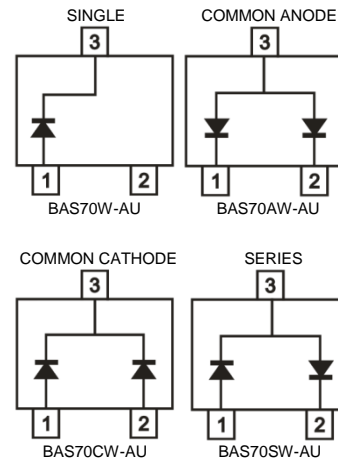 SINGLE
3
1 2
BAS70W-AU
COMMON ANODE
3
1 2
BAS70AW-AU
COMMON CATHODE
3
1 2
BAS70CW-AU
SERIES
3
1 2
BAS70SW-AU